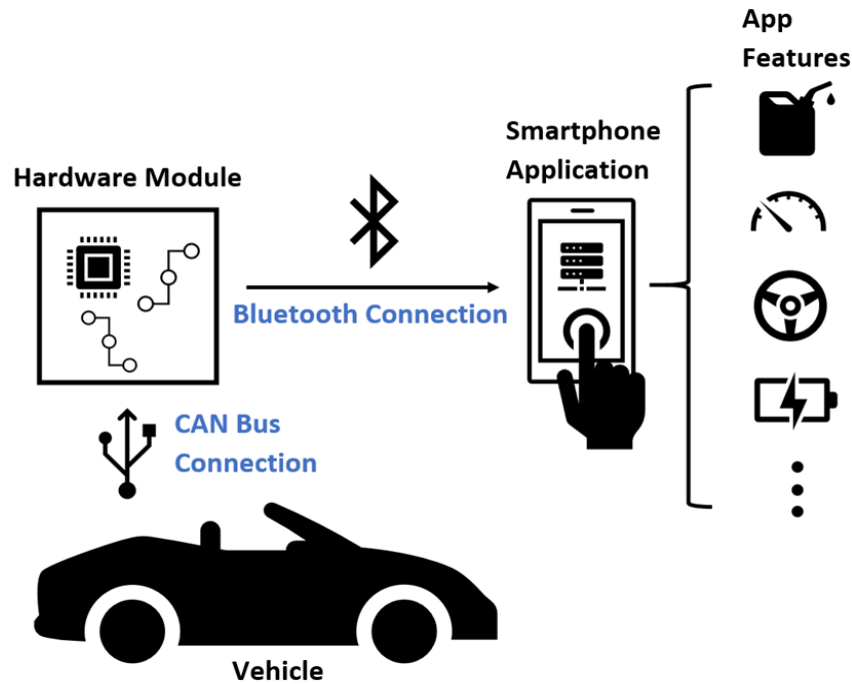 App
Features
Smartphone
Application
Hardware Module
Bluetooth Connection
CAN Bus
Connection
Vehicle